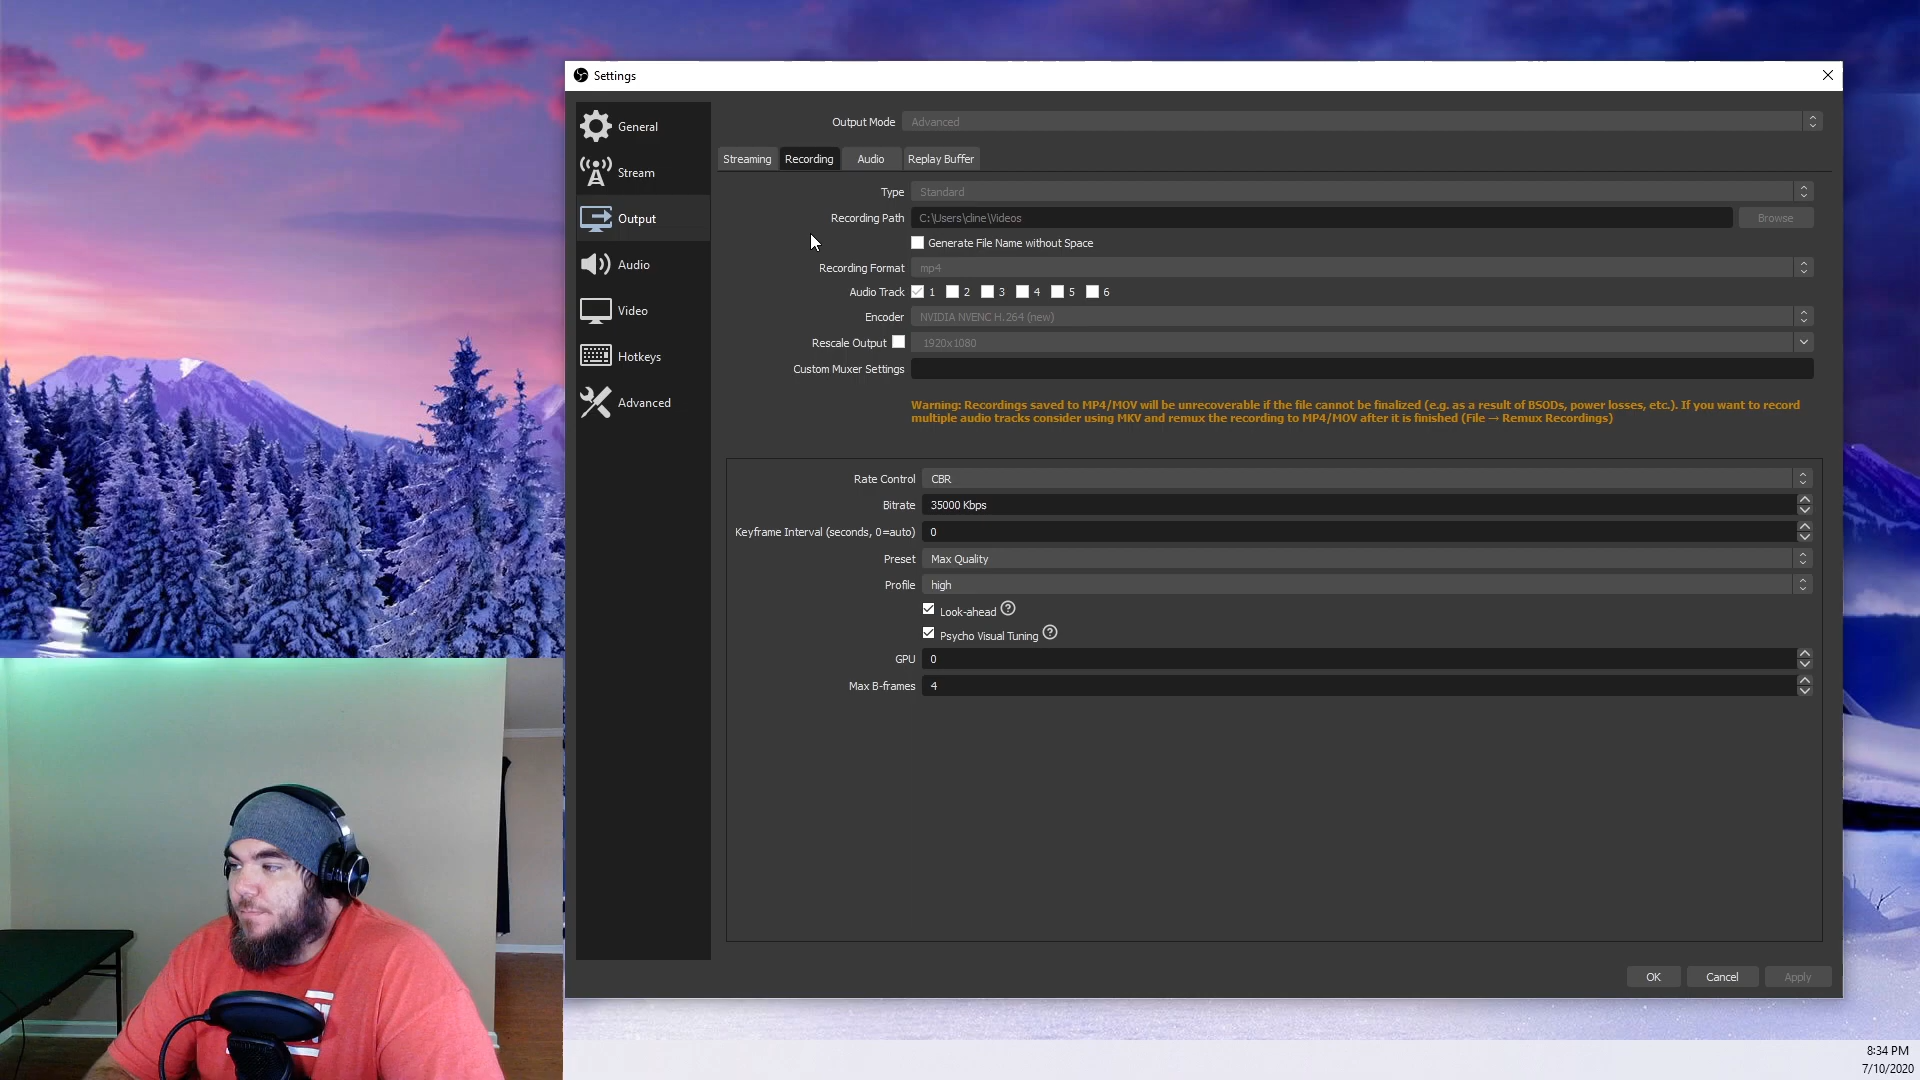 Settings
General
Stream
Output
Audio
Video
Hotkeys
Advanced
Output Mode Advanced
Streaming Recording Audio Replay Buffer
Type Standard
Recording Path C:\Users\cline\Videos Browse
Generate File Name without Space
Recording Format mp4
Audio Track 1 2 3 4 5 6
Encoder NVIDIA NVENC H.264 (new)
Rescale Output 1920x1080
Custom Muxer Settings
Warning: Recordings saved to MP4/MOV will be unrecoverable if the file cannot be finalized (e.g. as a result of BSODs, power losses, etc.). If you want to record
multiple audio tracks consider using MKV and remux the recording to MP4/MOV after it is finished (File → Remux Recordings)
Rate Control CBR
Bitrate 35000 Kbps
Keyframe Interval (seconds, 0=auto) 0
Preset Max Quality
Profile high
Look-ahead ?
Psycho Visual Tuning ?
GPU 0
Max B-frames 4
OK Cancel Apply
8:34 PM
7/10/2020